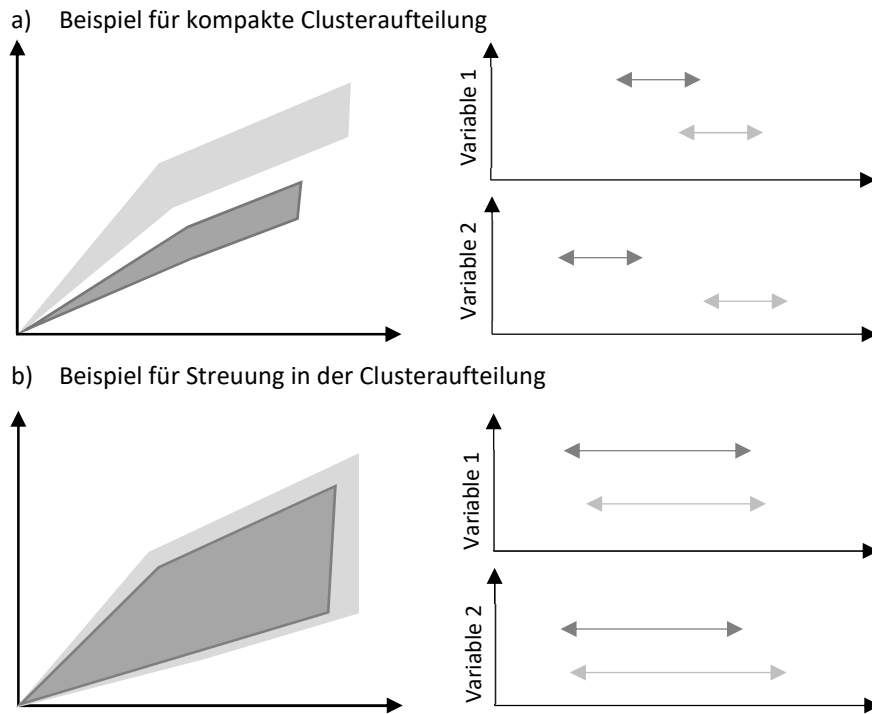 a) Beispiel für kompakte Clusteraufteilung
Variable 1
Variable 2
b) Beispiel für Streuung in der Clusteraufteilung
Variable 1
Variable 2